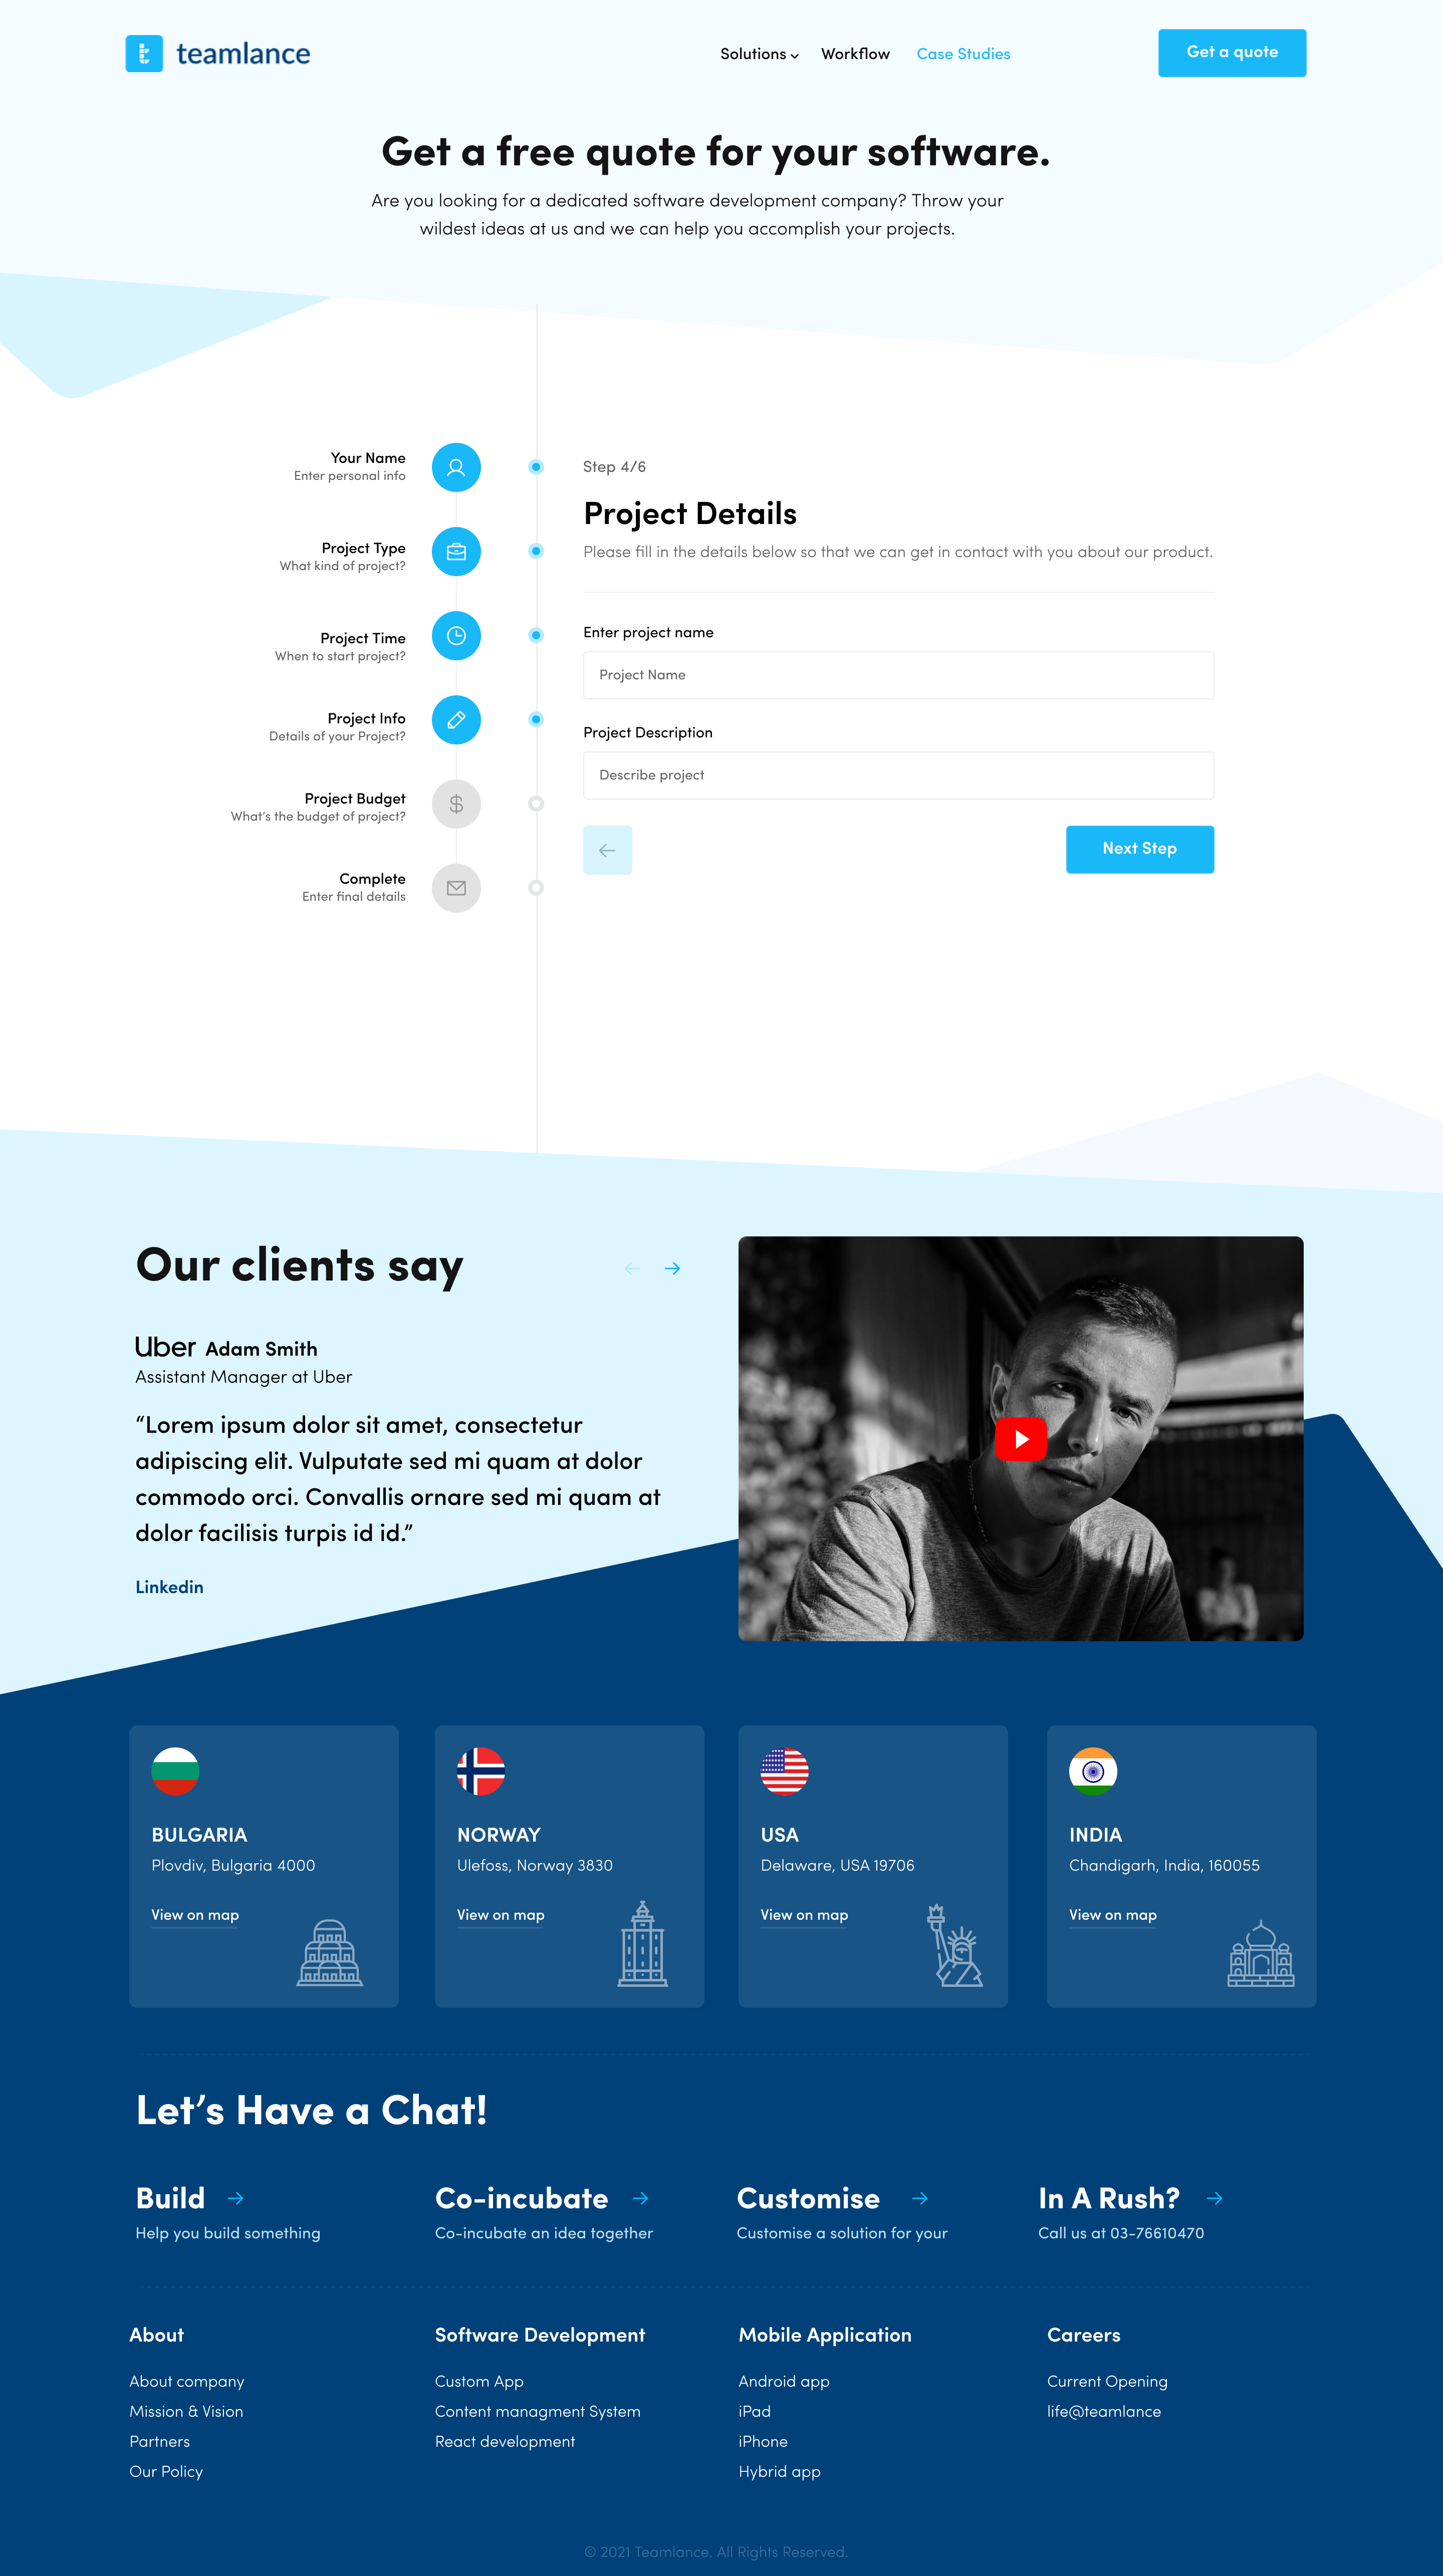 teamlance
Solutions
Workflow
Case Studies
Get a quote
Get a free quote for your software.
Are you looking for a dedicated software development company? Throw your
wildest ideas at us and we can help you accomplish your projects.
Your Name
Enter personal info
Project Type
What kind of project?
Project Time
When to start project?
Project Info
Details of your Project?
Project Budget
What's the budget of project?
Complete
Enter final details
Step 4/6
Project Details
Please fill in the details below so that we can get in contact with you about our product.
Enter project name
Project Name
Project Description
Describe project
Next Step
Our clients say
Uber Adam Smith
Assistant Manager at Uber
“Lorem ipsum dolor sit amet, consectetur
adipiscing elit. Vulputate sed mi quam at dolor
commodo orci. Convallis ornare sed mi quam at
dolor facilisis turpis id id.”
Linkedin
BULGARIA
Plovdiv, Bulgaria 4000
View on map
NORWAY
Ulefoss, Norway 3830
View on map
USA
Delaware, USA 19706
View on map
INDIA
Chandigarh, India, 160055
View on map
Let’s Have a Chat!
Build
Help you build something
Co-incubate
Co-incubate an idea together
Customise
Customise a solution for your
In A Rush?
Call us at 03-76610470
About
About company
Mission & Vision
Partners
Our Policy
Software Development
Custom App
Content managment System
React development
Mobile Application
Android app
iPad
iPhone
Hybrid app
Careers
Current Opening
life@teamlance
© 2021 Teamlance. All Rights Reserved.